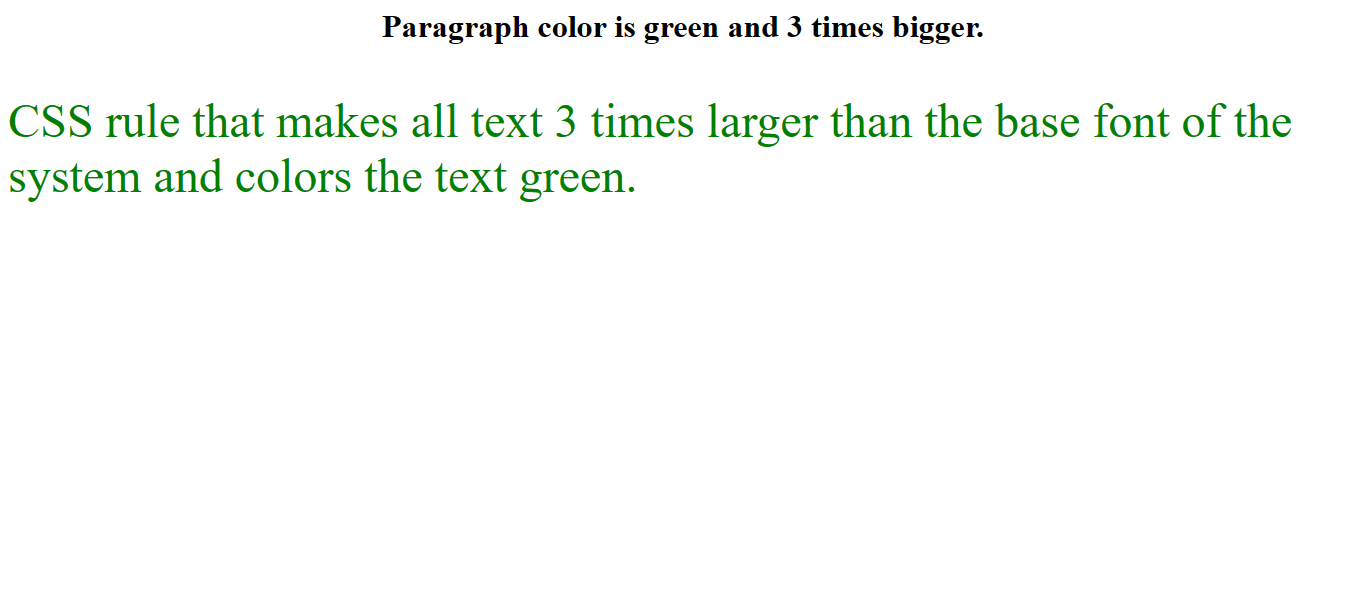 Paragraph color is green and 3 times bigger.
CSS rule that makes all text 3 times larger than the base font of the
system and colors the text green.